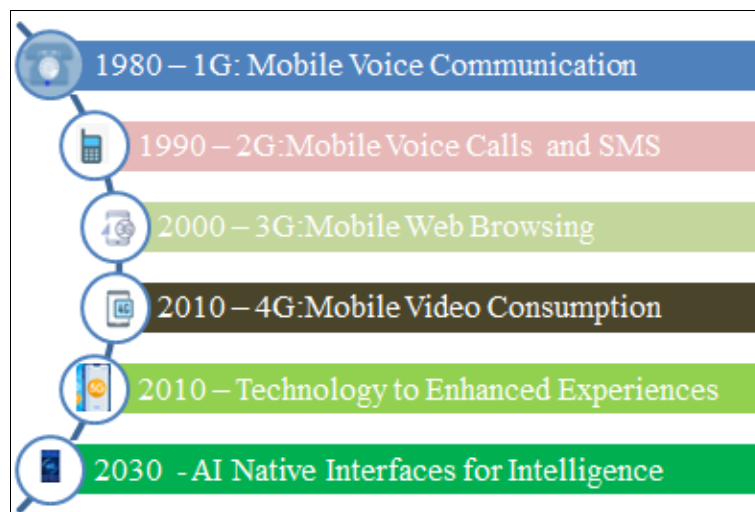 1980 – 1G: Mobile Voice Communication
1990 – 2G:Mobile Voice Calls and SMS
2000 – 3G:Mobile Web Browsing
2010 – 4G:Mobile Video Consumption
2010 – Technology to Enhanced Experiences
2030 - AI Native Interfaces for Intelligence